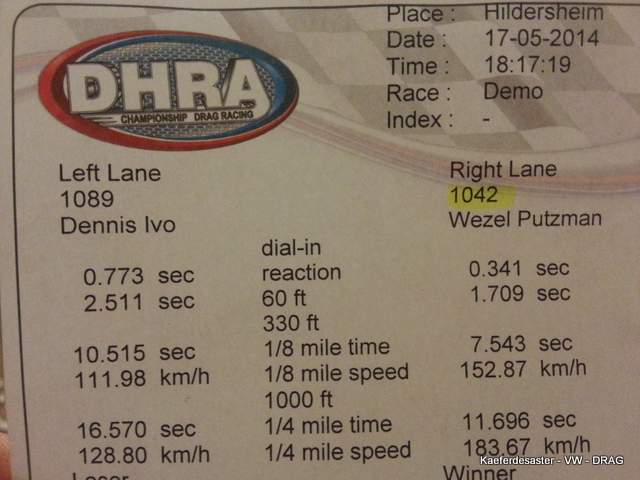 Place : Hildersheim
Date : 17-05-2014
Time : 18:17:19
Race : Demo
Index : -
DHRA
CHAMPIONSHIP DRAG RACING
Left Lane Right Lane
1089 1042
Dennis Ivo Wezel Putzman
dial-in
0.773 sec reaction 0.341 sec
2.511 sec 60 ft 1.709 sec
330 ft
10.515 sec 1/8 mile time 7.543 sec
111.98 km/h 1/8 mile speed 152.87 km/h
1000 ft
16.570 sec 1/4 mile time 11.696 sec
128.80 km/h 1/4 mile speed 183.67 km/h
Loser Winner
Kaeferdesaster - VW - DRAG